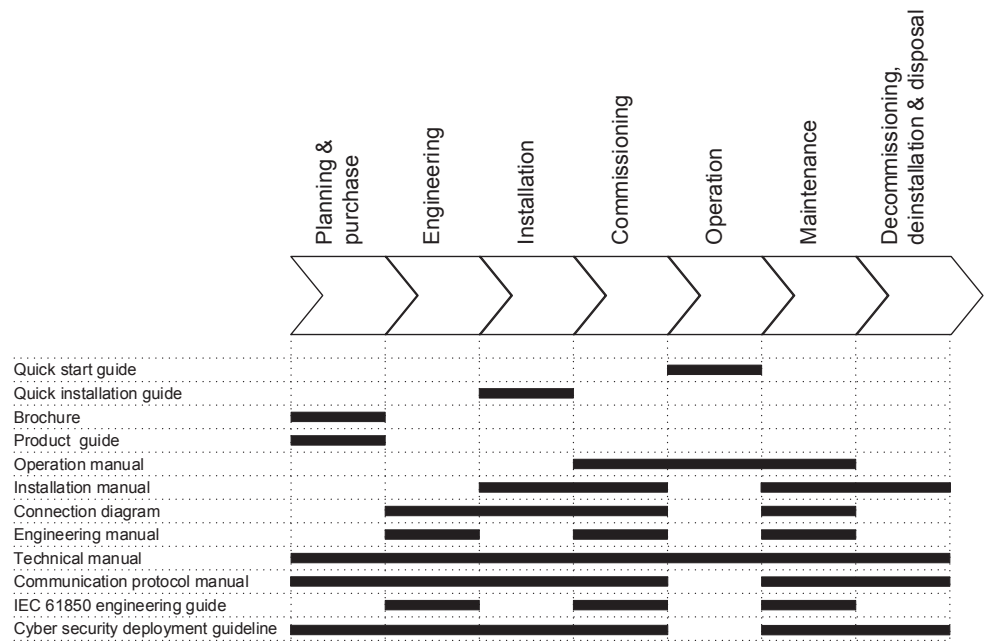 Planning &
purchase
Engineering
Installation
Commissioning
Operation
Maintenance
Decommissioning,
deinstallation & disposal
Quick start guide
Quick installation guide
Brochure
Product guide
Operation manual
Installation manual
Connection diagram
Engineering manual
Technical manual
Communication protocol manual
IEC 61850 engineering guide
Cyber security deployment guideline